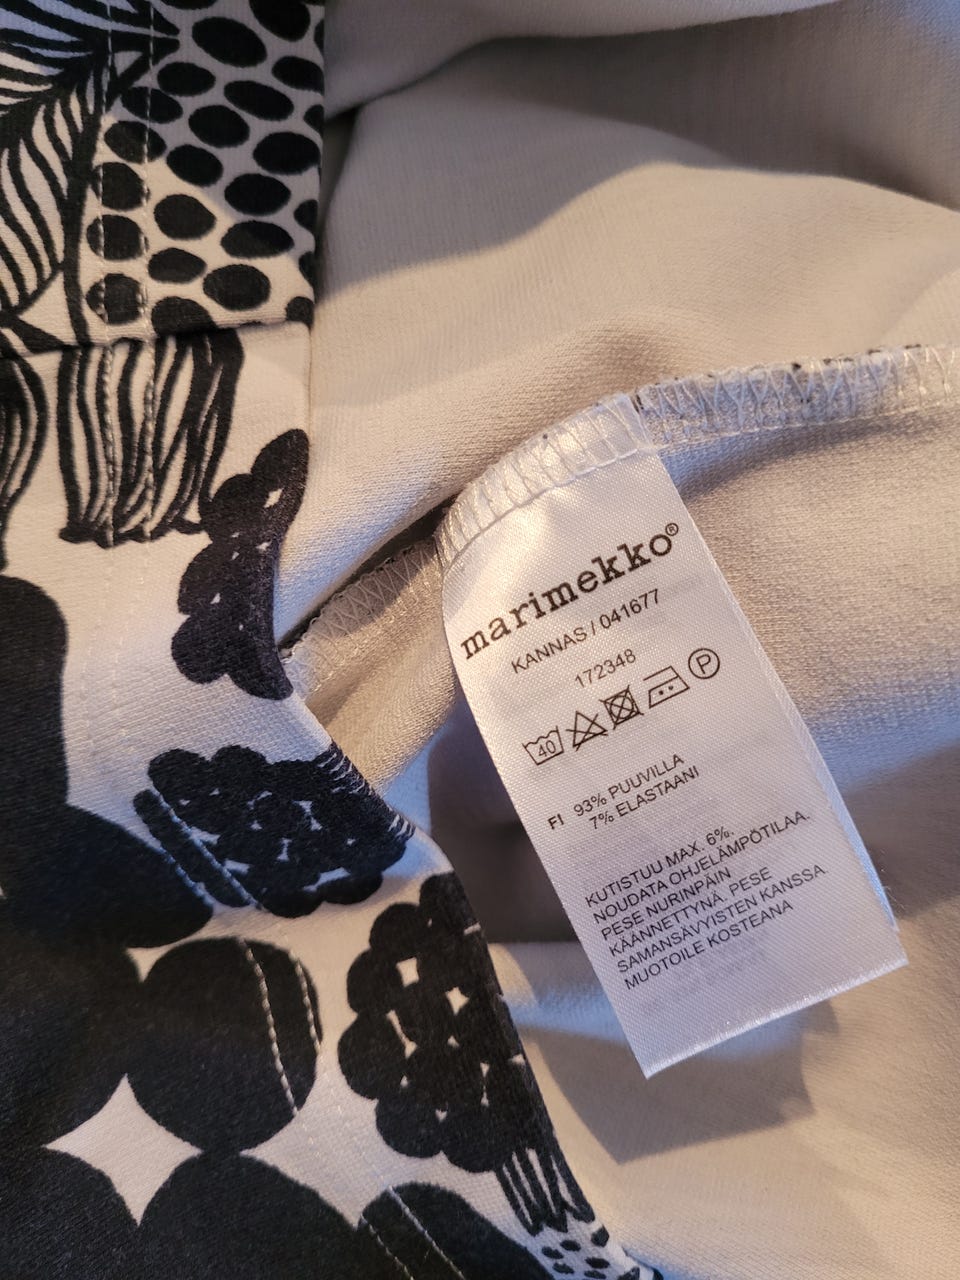 marimekko®
KANNAS / 041677
172348
40 P
FI 93% PUUVILLA
7% ELASTAANI
KUTISTUU MAX. 6%.
NOUDATA OHJELÄMPÖTILAA.
PESE NURINPÄIN
KÄÄNNETTYNÄ. PESE
SAMANSÄVYISTEN KANSSA.
MUOTOILE KOSTEANA